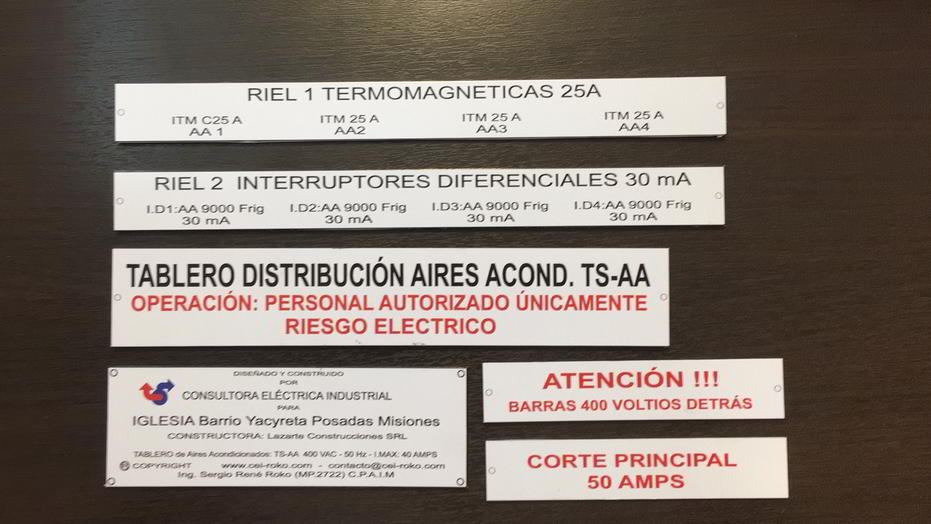 RIEL 1 TERMOMAGNETICAS 25A
ITM C25 A ITM 25 A ITM 25 A ITM 25 A
AA 1 AA2 AA3 AA4
RIEL 2 INTERRUPTORES DIFERENCIALES 30 mA
I.D1:AA 9000 Frig I.D2:AA 9000 Frig I.D3:AA 9000 Frig I.D4:AA 9000 Frig
30 mA 30 mA 30 mA 30 mA
TABLERO DISTRIBUCIÓN AIRES ACOND. TS-AA
OPERACIÓN: PERSONAL AUTORIZADO ÚNICAMENTE
RIESGO ELECTRICO
DISEÑADO Y CONSTRUIDO
POR
CONSULTORA ELÉCTRICA INDUSTRIAL
PARA
IGLESIA Barrio Yacyreta Posadas Misiones
CONSTRUCTORA: Lazarte Construcciones SRL
TABLERO de Aires Acondicionados: TS-AA 400 VAC - 50 Hz - I.MAX: 40 AMPS
® COPYRIGHT www.cei-roko.com - contacto@cei-roko.com
Ing. Sergio René Roko (MP.2722) C.P.A.I.M
ATENCIÓN !!!
BARRAS 400 VOLTIOS DETRÁS
CORTE PRINCIPAL
50 AMPS